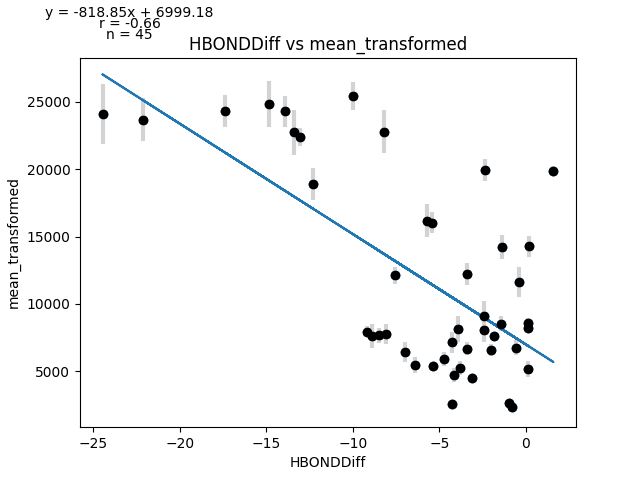 y = -818.85x + 6999.18
r = -0.66
n = 45
HBONDDiff vs mean_transformed
mean_transformed
25000
20000
15000
10000
5000
−25
−20
−15
−10
−5
0
HBONDDiff